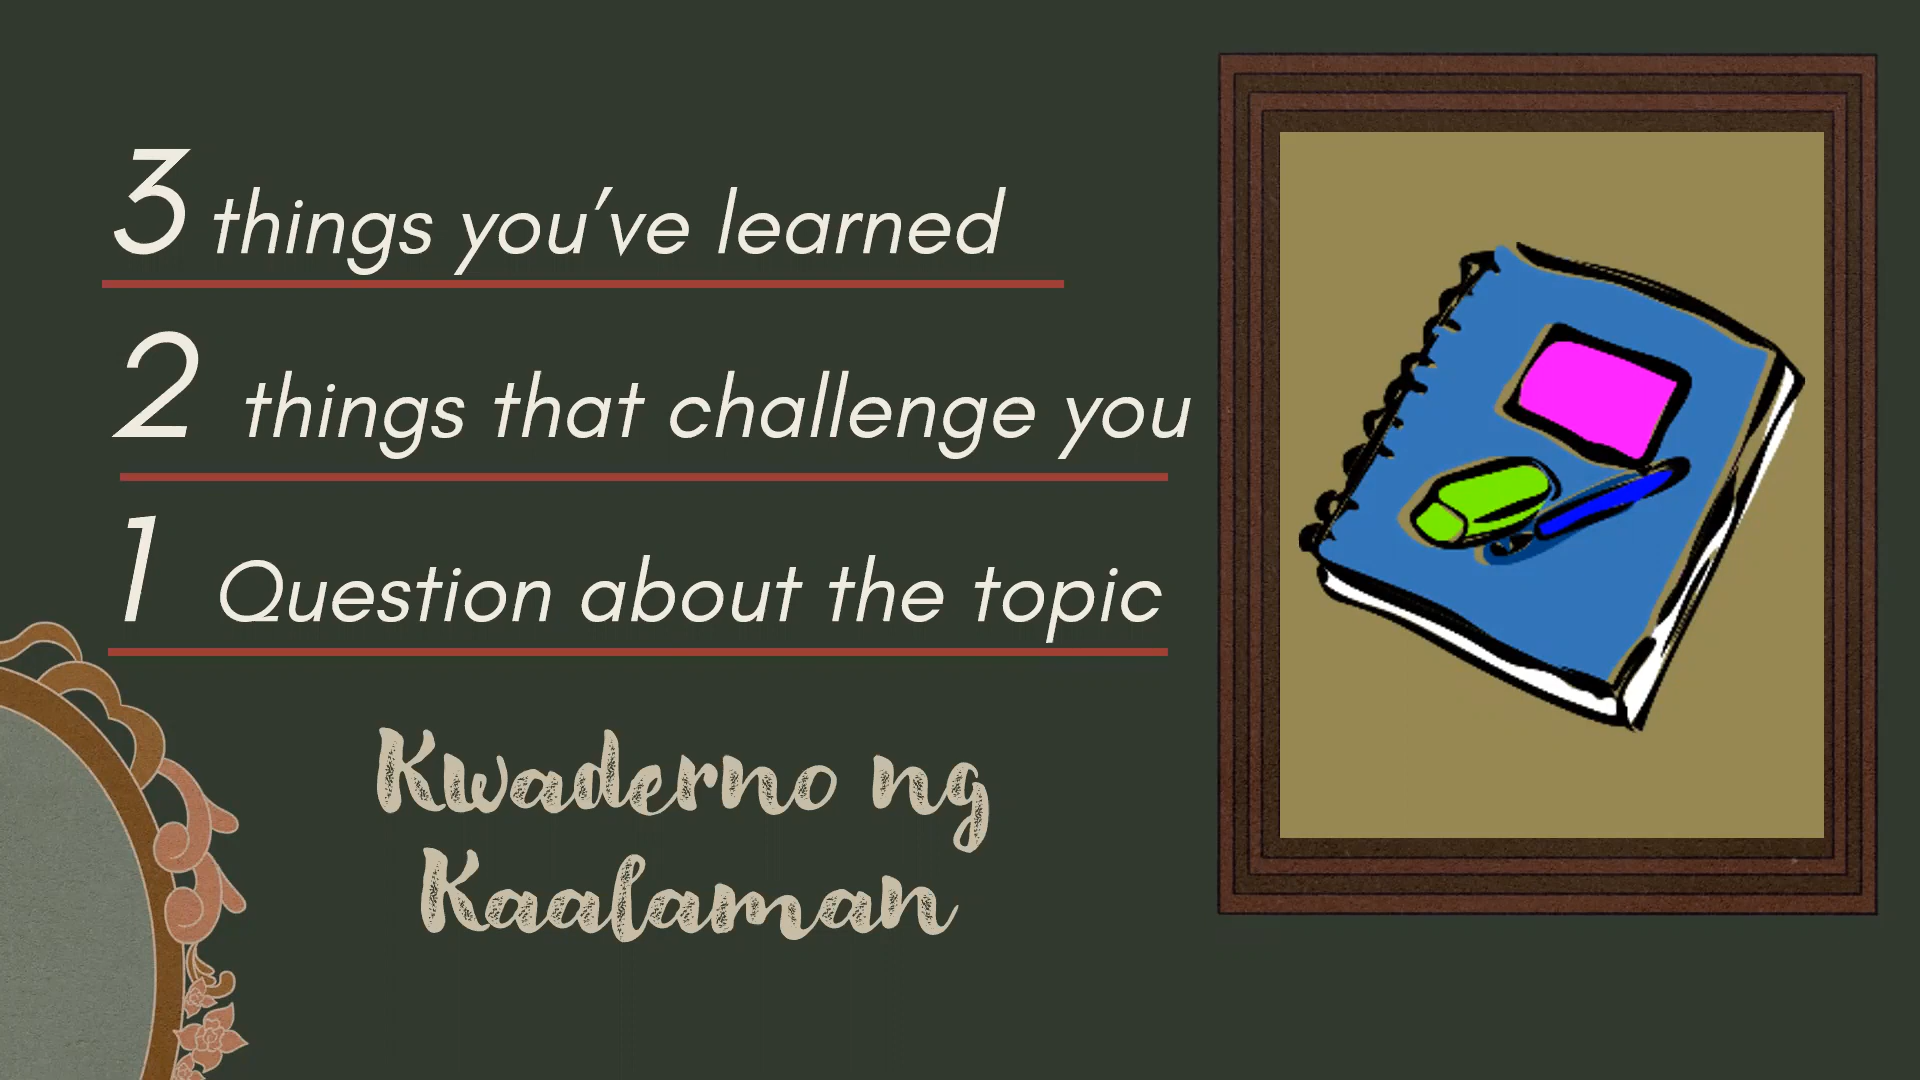 3 things you’ve learned
2 things that challenge you
1 Question about the topic
Kwaderno ng
Kaalaman